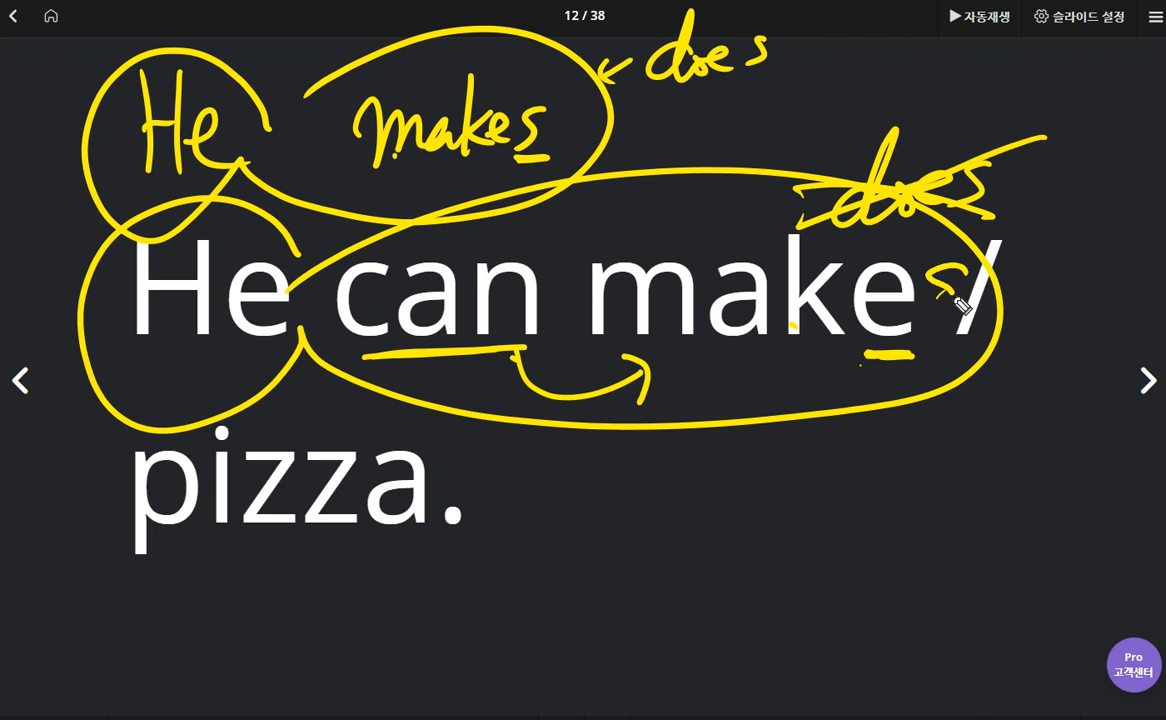 12 / 38
자동재생
슬라이드 설정
He makes does
does
He can make /
pizza.
Pro
고객센터